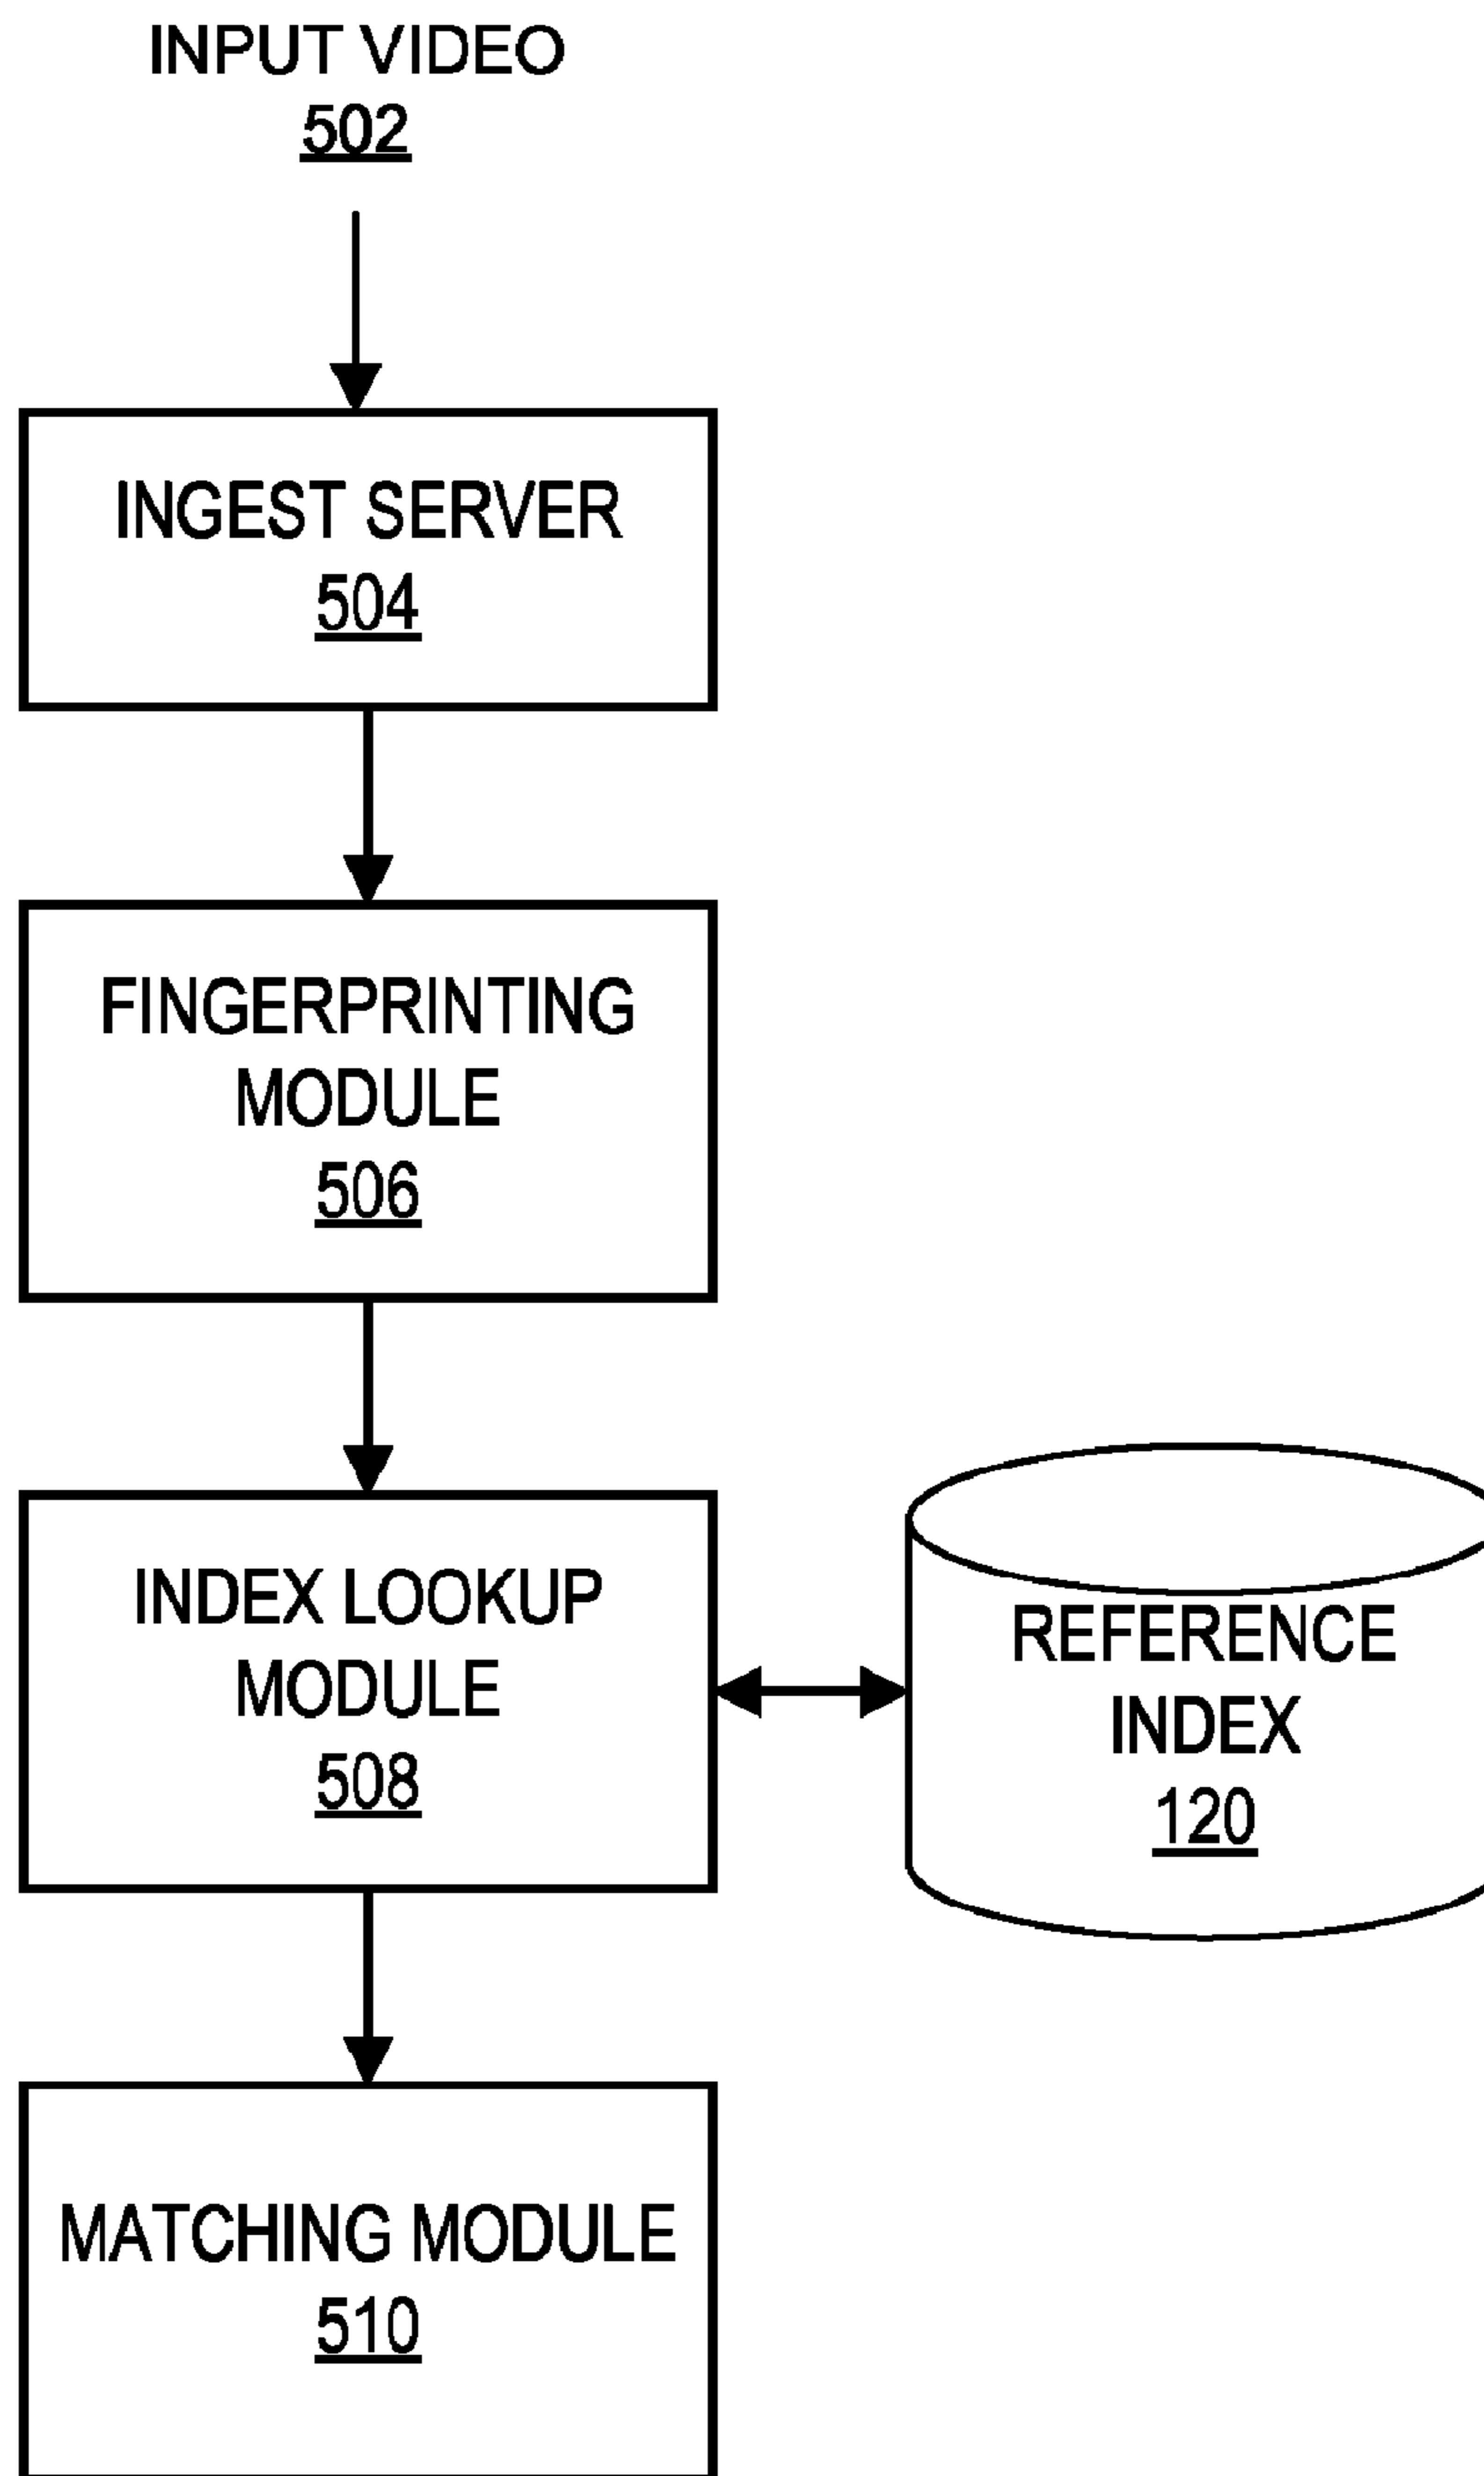 INPUT VIDEO
502
INGEST SERVER
504
FINGERPRINTING
MODULE
506
INDEX LOOKUP
MODULE
508
REFERENCE
INDEX
120
MATCHING MODULE
510